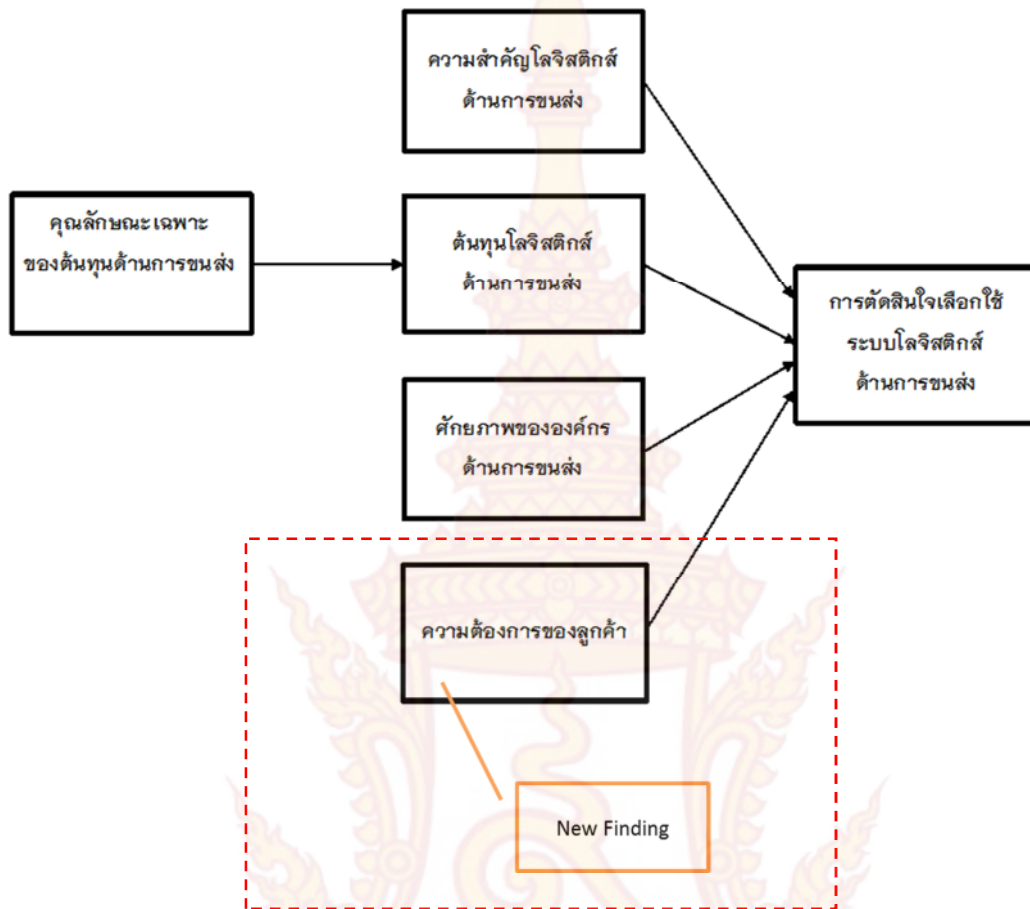 ความสำคัญโลจิสติกส์
ด้านการขนส่ง
คุณลักษณะเฉพาะ
ของต้นทุนด้านการขนส่ง
ต้นทุนโลจิสติกส์
ด้านการขนส่ง
การตัดสินใจเลือกใช้
ระบบโลจิสติกส์
ด้านการขนส่ง
ศักยภาพขององค์กร
ด้านการขนส่ง
ความต้องการของลูกค้า
New Finding